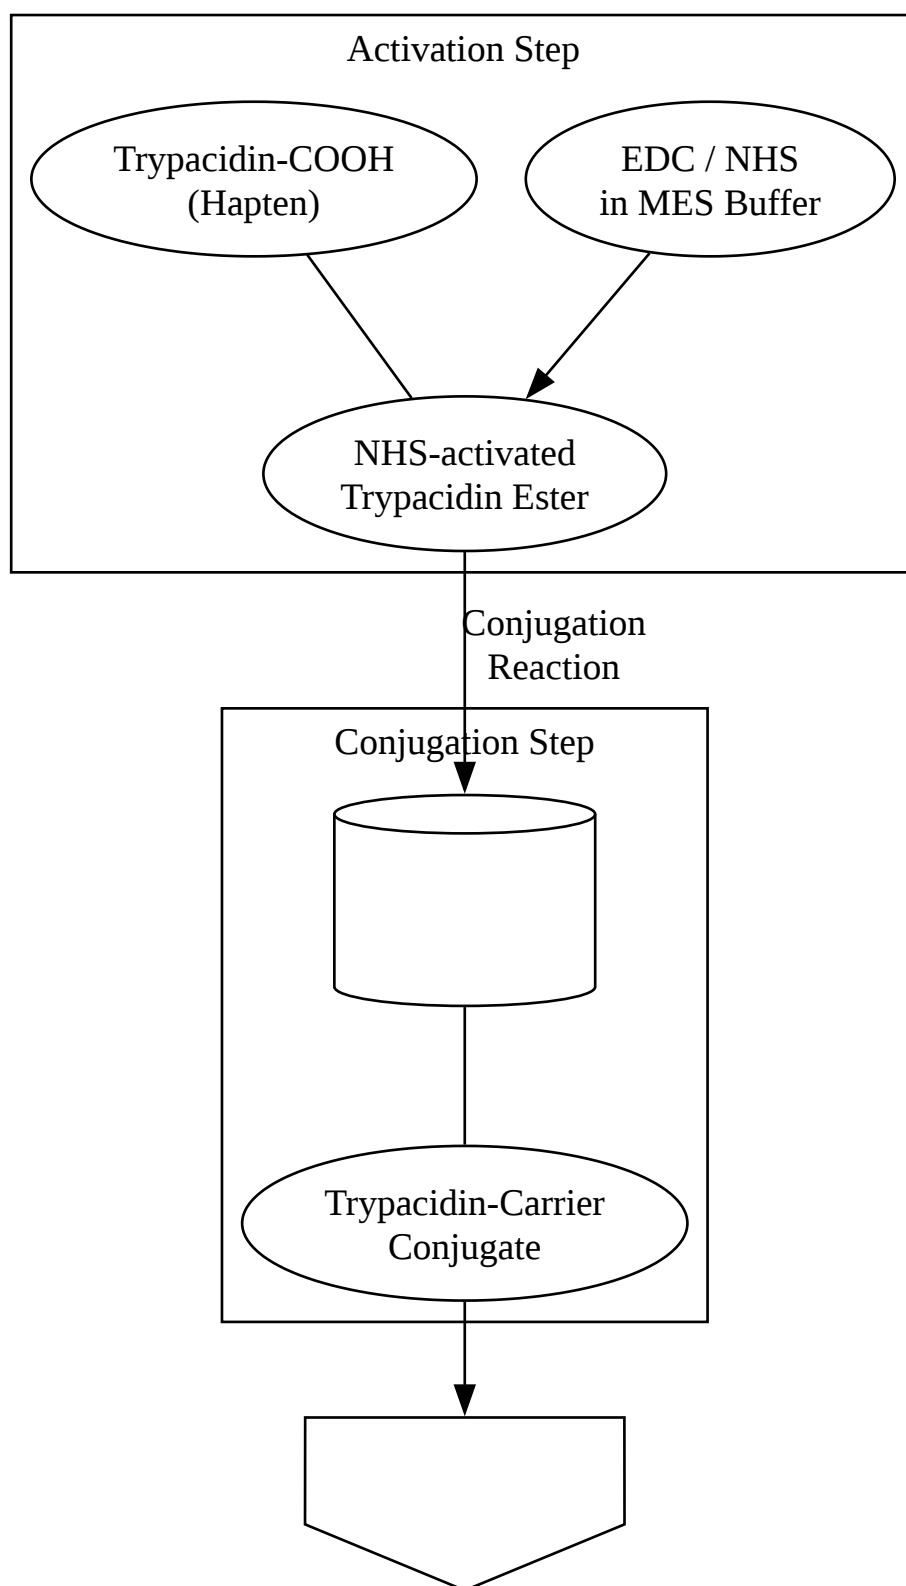 Activation Step
Trypacidin-COOH
(Hapten)
EDC / NHS
in MES Buffer
NHS-activated
Trypacidin Ester
Conjugation
Reaction
Conjugation Step
Trypacidin-Carrier
Conjugate